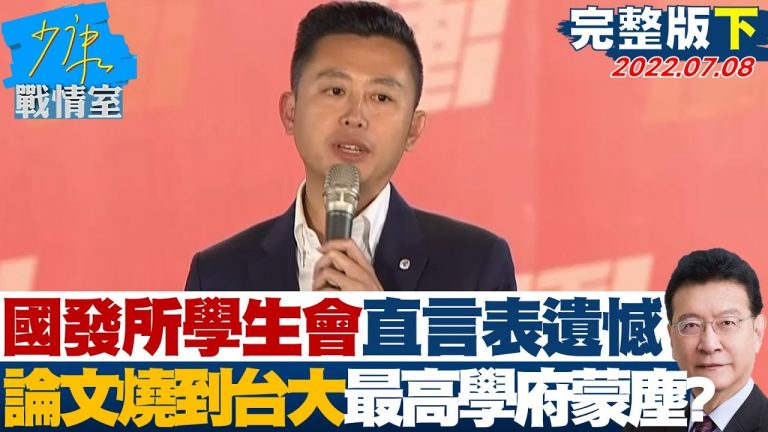 少康
戰情室
完整版下
2022.07.08
國發所學生會直言表遺憾
論文燒到台大最高學府蒙塵?